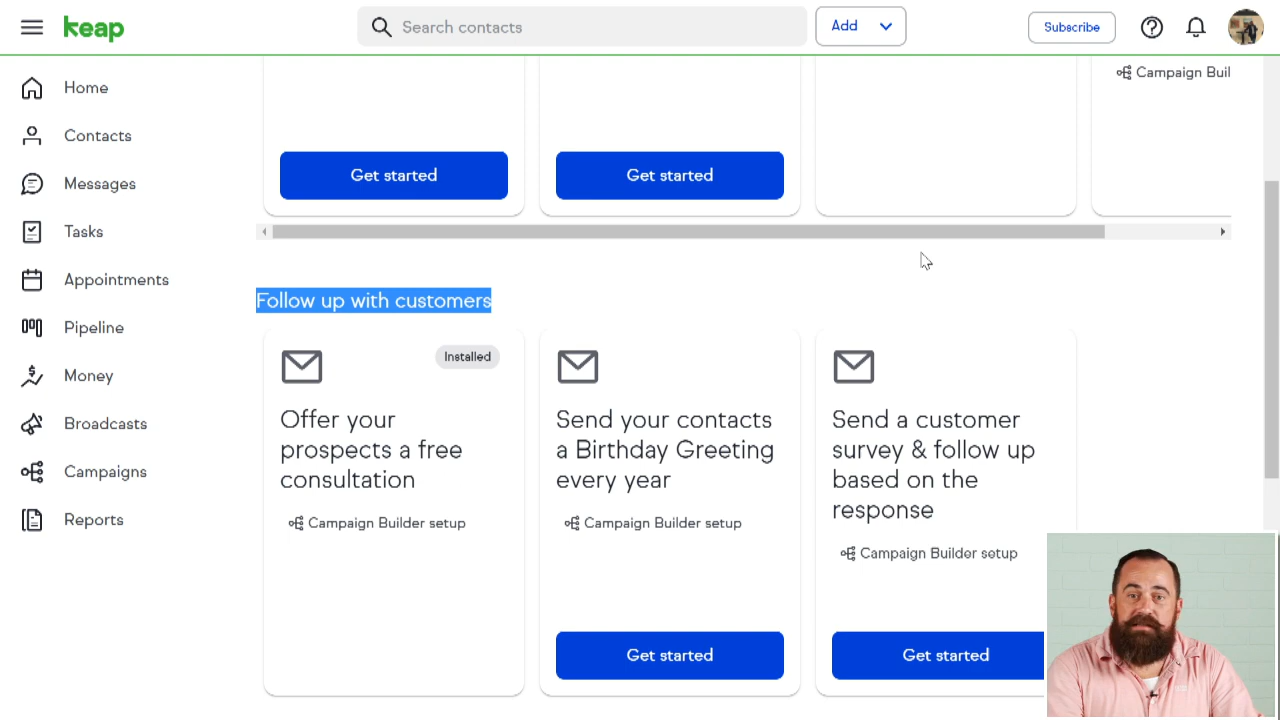 keap
Search contacts
Add
Subscribe
Home
Contacts
Messages
Tasks
Appointments
Pipeline
Money
Broadcasts
Campaigns
Reports
Campaign Buil
Get started
Get started
Follow up with customers
Installed
Offer your
prospects a free
consultation
Campaign Builder setup
Send your contacts
a Birthday Greeting
every year
Campaign Builder setup
Get started
Send a customer
survey & follow up
based on the
response
Campaign Builder setup
Get started